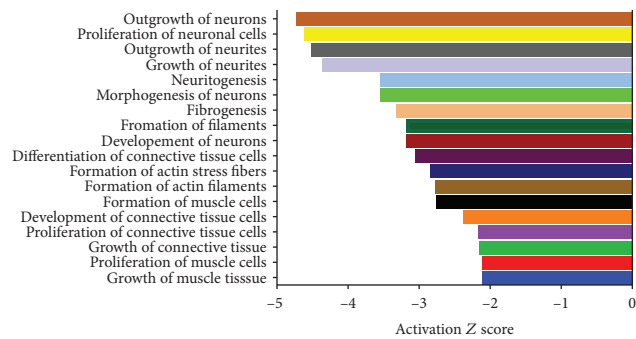 Outgrowth of neurons
Proliferation of neuronal cells
Outgrowth of neurites
Growth of neurites
Neuritogenesis
Morphogenesis of neurons
Fibrogenesis
Fromation of filaments
Developement of neurons
Differentiation of connective tissue cells
Formation of actin stress fibers
Formation of actin filaments
Formation of muscle cells
Development of connective tissue cells
Proliferation of connective tissue cells
Growth of connective tissue
Proliferation of muscle cells
Growth of muscle tisssue
–5 –4 –3 –2 –1 0
Activation Z score